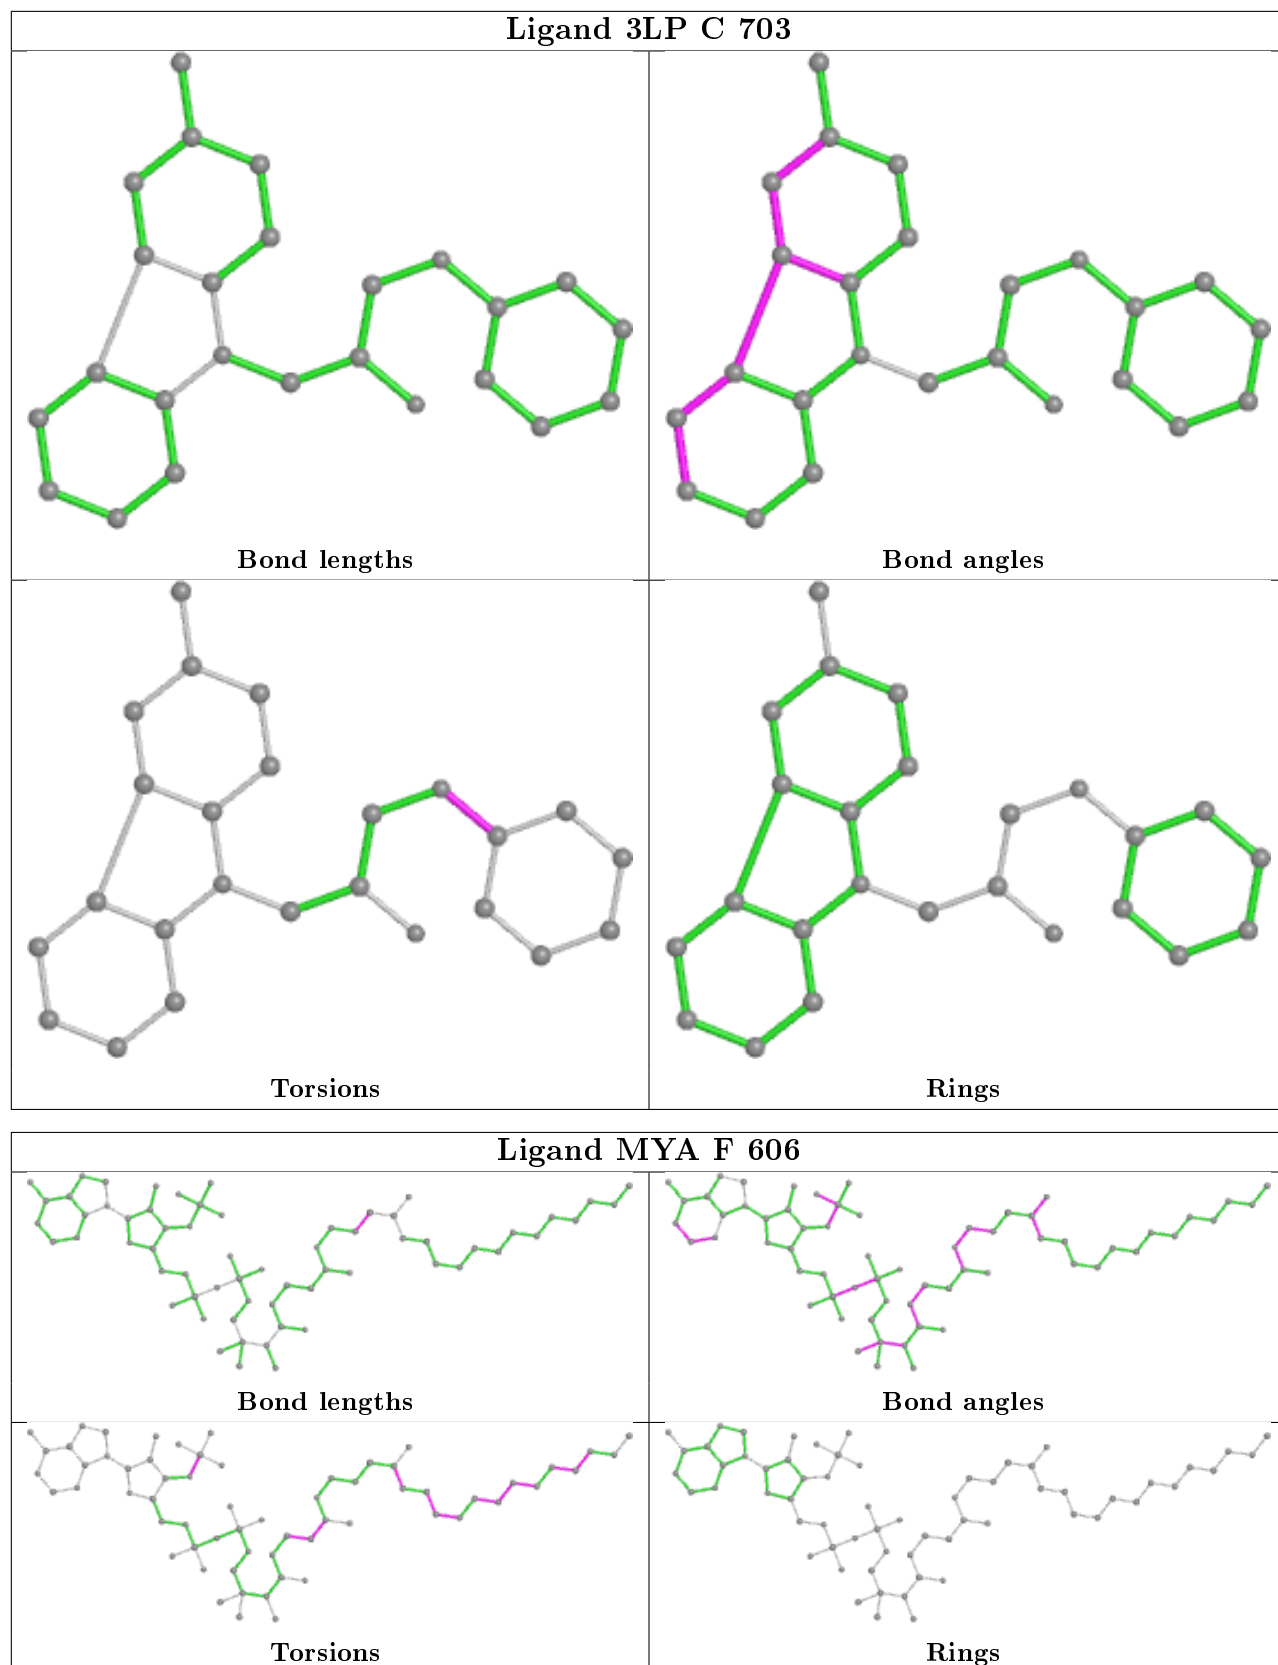 Ligand 3LP C 703
Bond lengths
Bond angles
Torsions
Rings
Ligand MYA F 606
Bond lengths
Bond angles
Torsions
Rings